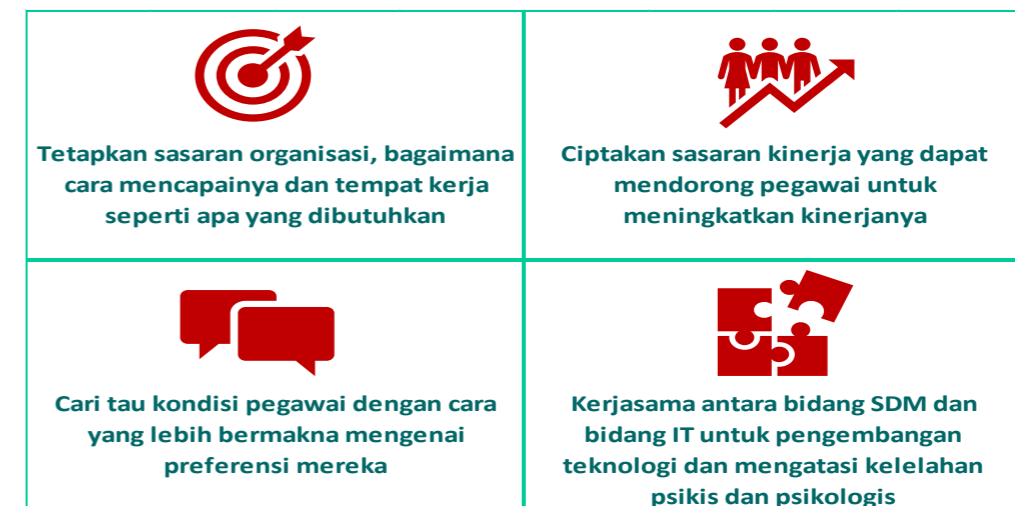 Tetapkan sasaran organisasi, bagaimana
cara mencapainya dan tempat kerja
seperti apa yang dibutuhkan
Ciptakan sasaran kinerja yang dapat
mendorong pegawai untuk
meningkatkan kinerjanya
Cari tau kondisi pegawai dengan cara
yang lebih bermakna mengenai
preferensi mereka
Kerjasama antara bidang SDM dan
bidang IT untuk pengembangan
teknologi dan mengatasi kelelahan
psikis dan psikologis